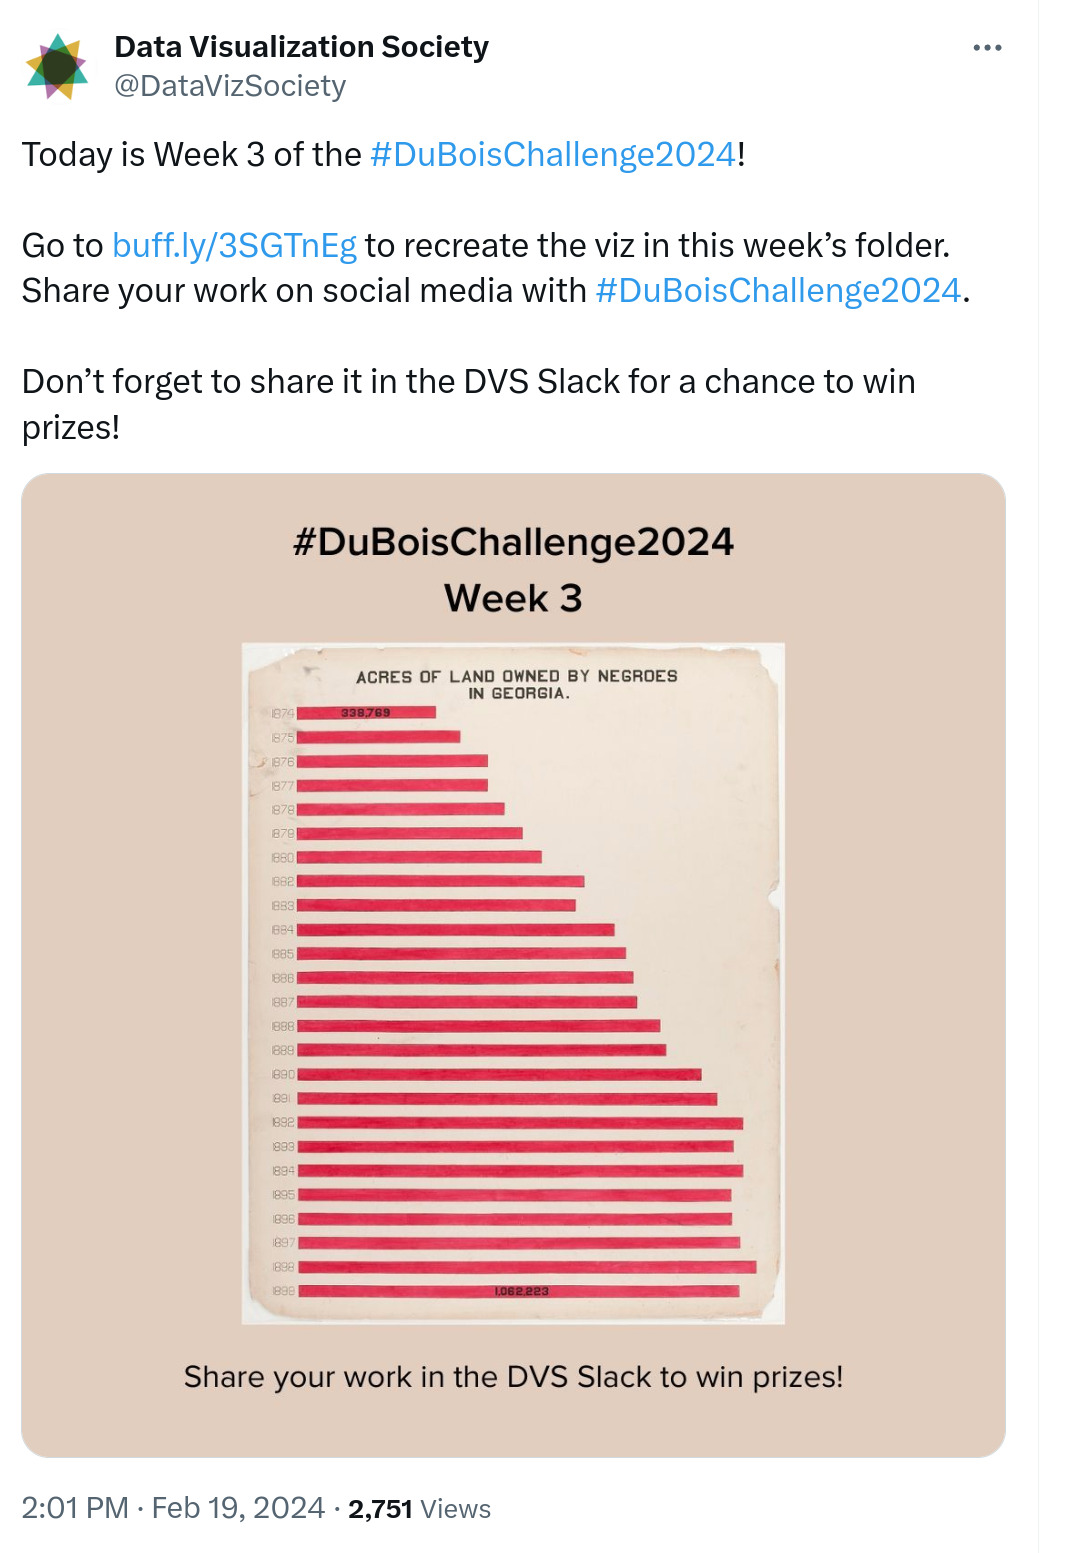 Data Visualization Society
@DataVizSociety
Today is Week 3 of the #DuBoisChallenge2024!
Go to buff.ly/3SGTnEg to recreate the viz in this week’s folder.
Share your work on social media with #DuBoisChallenge2024.
Don’t forget to share it in the DVS Slack for a chance to win
prizes!
#DuBoisChallenge2024
Week 3
ACRES OF LAND OWNED BY NEGROES
IN GEORGIA.
1874 338,769
1875
1876
1877
1878
1879
1880
1882
1883
1884
1885
1886
1887
1888
1889
1890
1891
1892
1893
1894
1895
1896
1897
1898
1899 1,062,223
Share your work in the DVS Slack to win prizes!
2:01 PM · Feb 19, 2024 · 2,751 Views